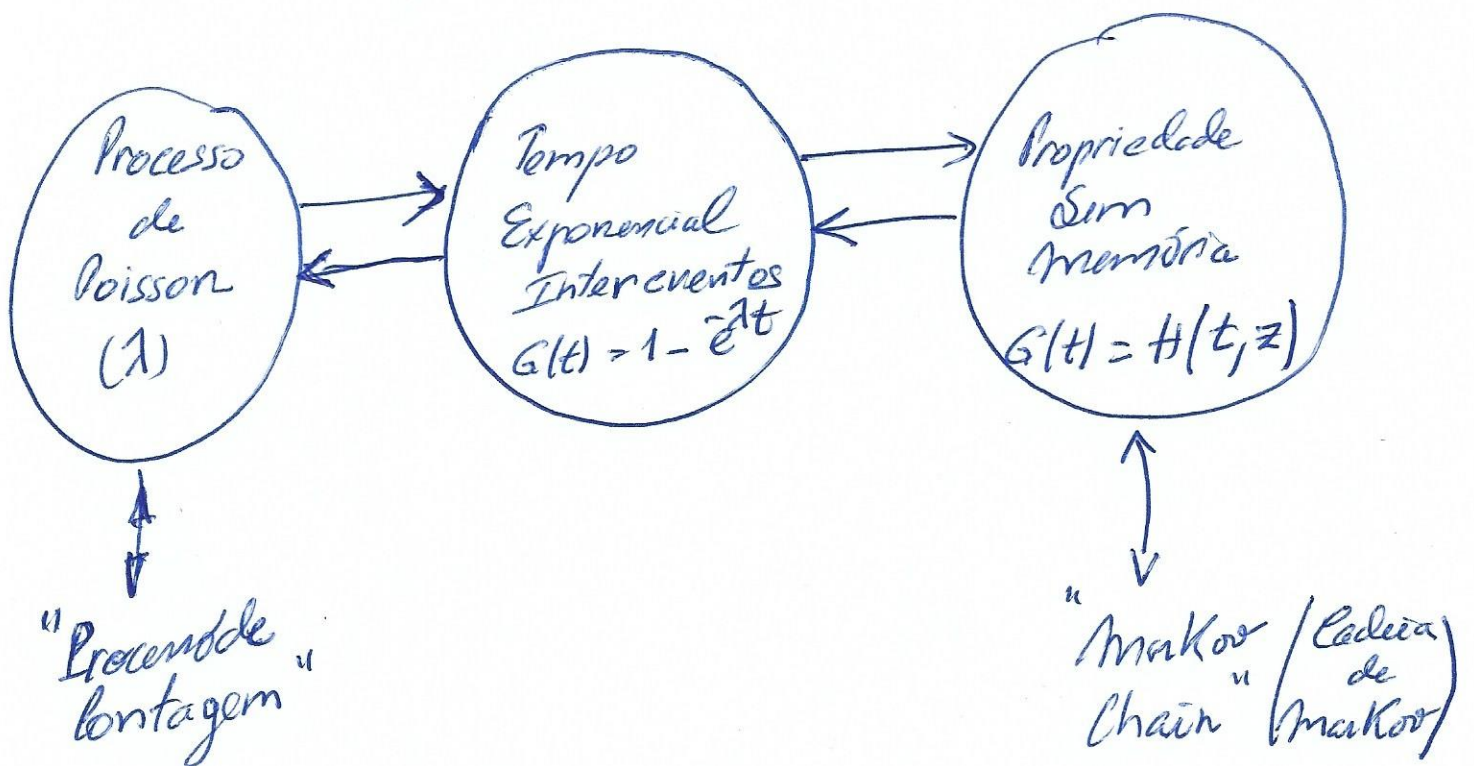 Processo
de
Poisson
(λ)
Tempo
Exponencial
Intereventos
G(t) = 1 - e^-λt
Propriedade
Sem
Memória
G(t) = H(t,z)
"Processo de
Contagem"
"Markov
Chain"
(Cadeia
de
Markov)